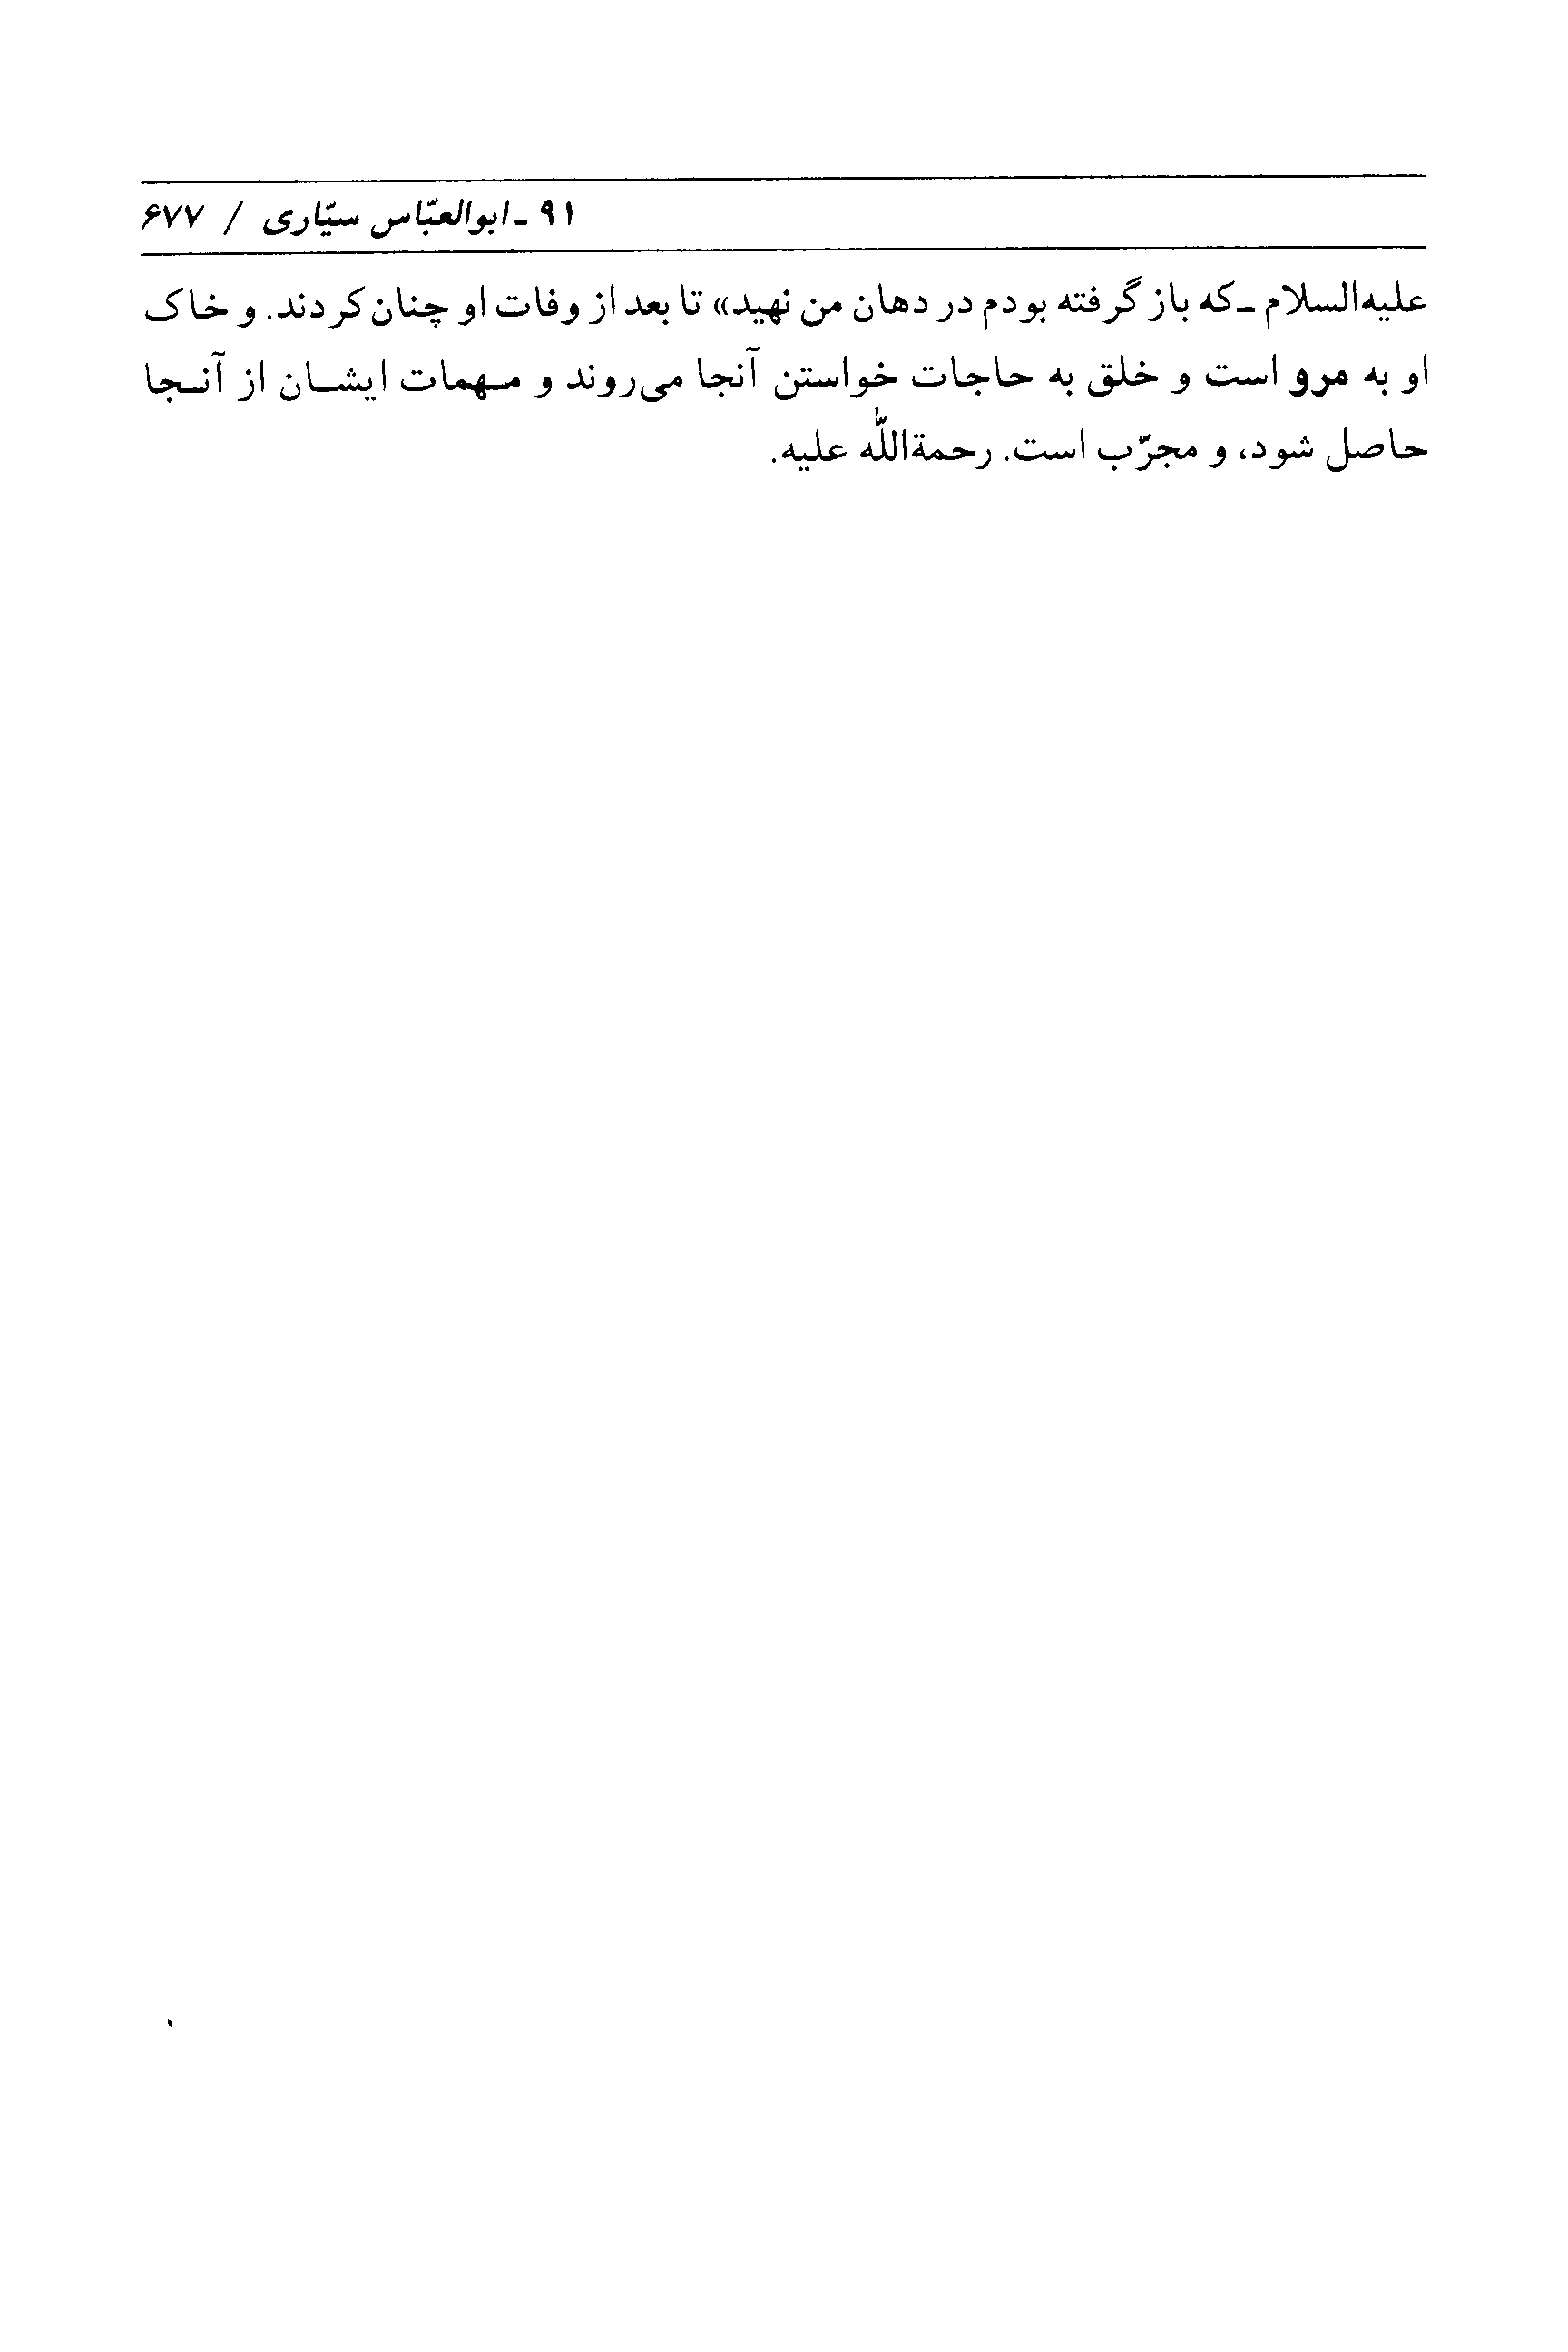 ۹۱ ـ ابوالعبّاس سیّاری / ۶۷۷
علیه‌السلام ـ که باز گرفته بودم در دهان من نهید» تا بعد از وفات او چنان کردند. و خاک
او به مرو است و خلق به حاجات خواستن آنجا می‌روند و مهمات ایشان از آنجا
حاصل شود، و مجرّب است. رحمةاللّه علیه.